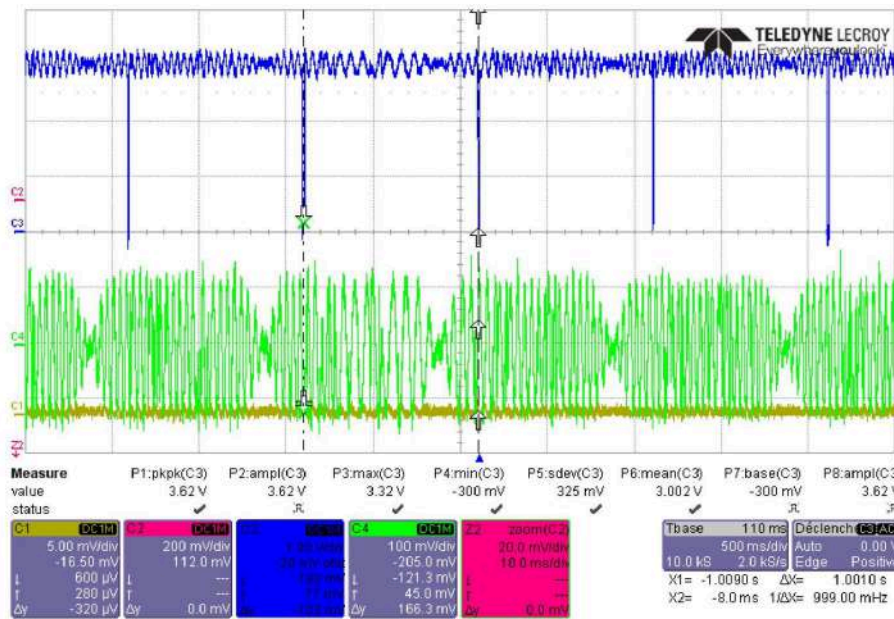 TELEDYNE LECROY
Everywhereyoulook™
C2
C3
C4
C1
Z3
Measure P1:pkpk(C3) P2:ampl(C3) P3:max(C3) P4:min(C3) P5:sdev(C3) P6:mean(C3) P7:base(C3) P8:ampl(C3)
value 3.62 V 3.62 V 3.32 V -300 mV 325 mV 3.002 V -300 mV 3.62 V
status
C1 DC1M C2 DC1M C4 DC1M Z2 zoom(C2) Tbase 110 ms Déclench
5.00 mV/div 200 mV/div 100 mV/div 20.0 mV/div 500 ms/div Auto 0.00 V
-16.50 mV 112.0 mV -205.0 mV 10.0 ms/div 10.0 kS 2.0 kS/s Edge Positive
600 µV --- -121.3 mV --- X1= -1.0090 s ΔX= 1.0010 s
280 µV --- 45.0 mV --- X2= -8.0 ms 1/ΔX= 999.00 mHz
Δy -320 µV Δy 0.0 mV Δy 166.3 mV Δy 0.0 mV